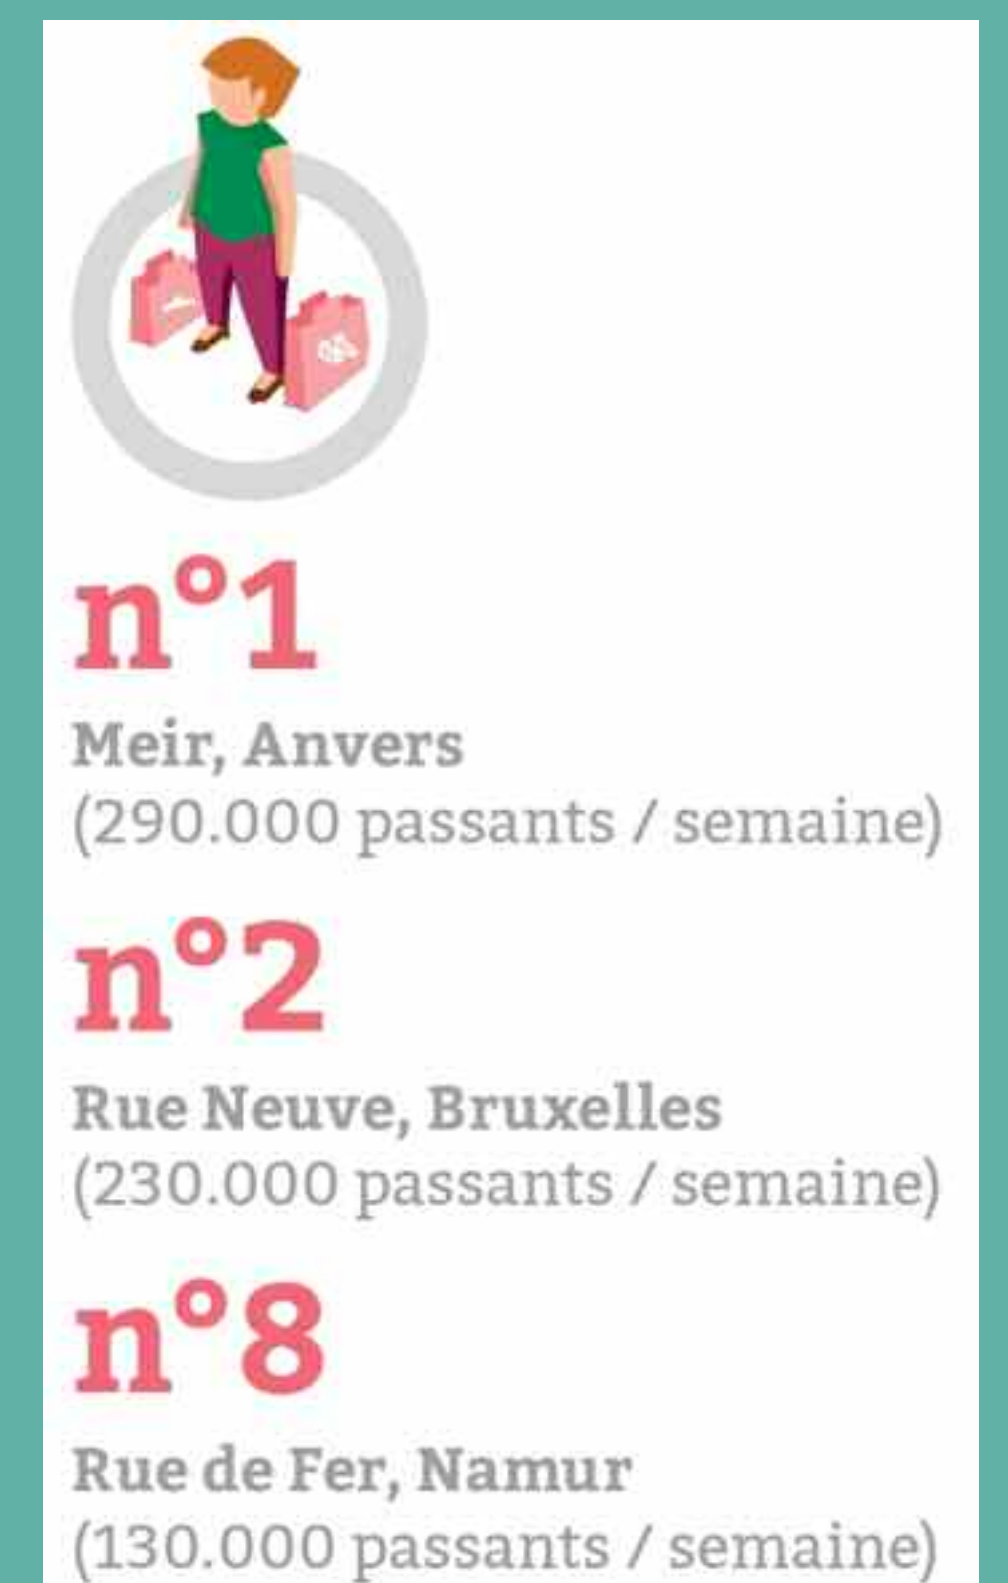 n°1
Meir, Anvers
(290.000 passants / semaine)
n°2
Rue Neuve, Bruxelles
(230.000 passants / semaine)
n°8
Rue de Fer, Namur
(130.000 passants / semaine)